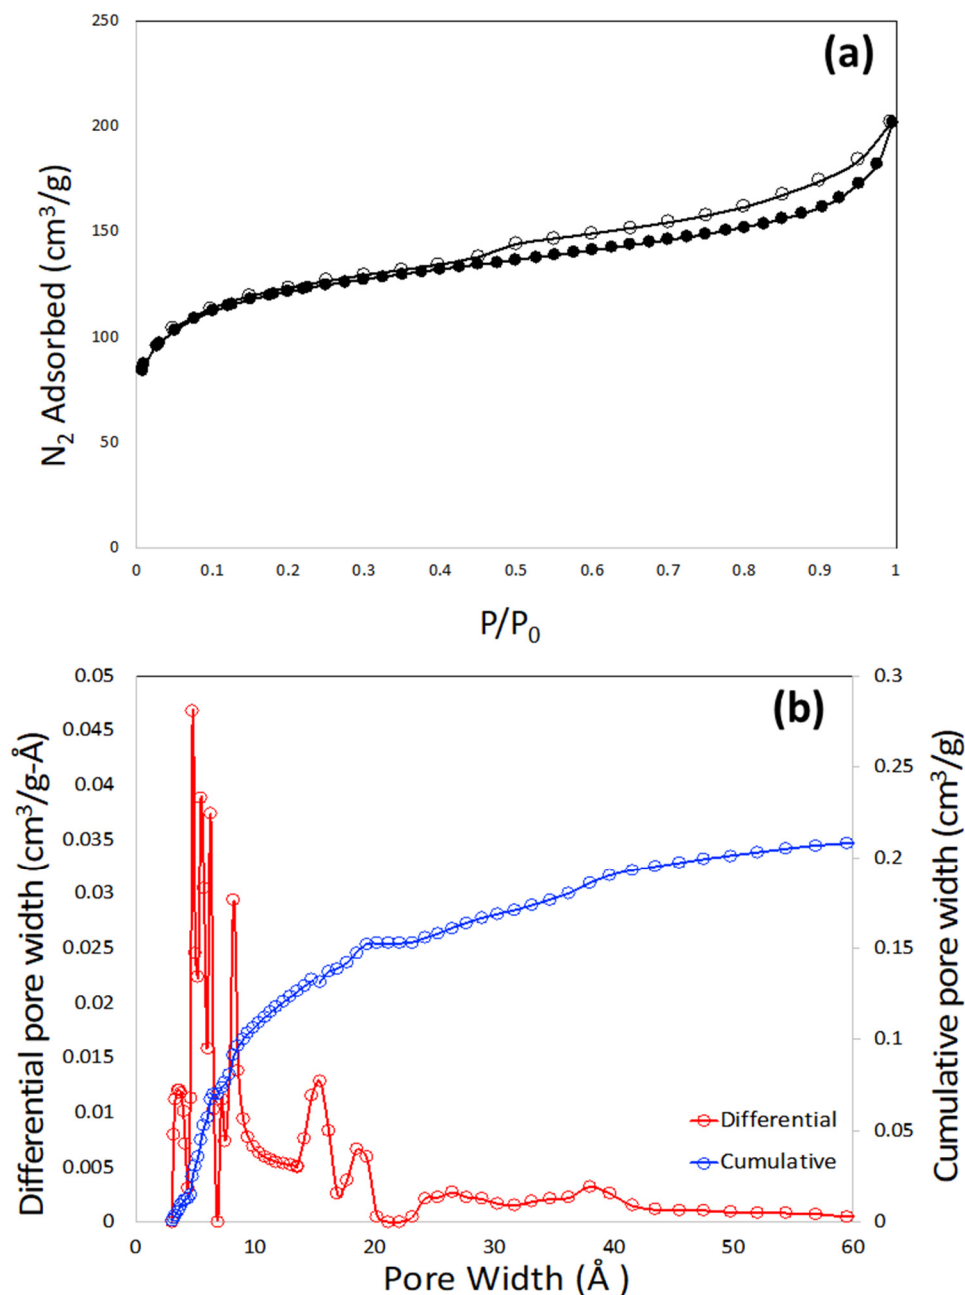 (a)
N₂ Adsorbed (cm³/g)
250
200
150
100
50
0
0 0.1 0.2 0.3 0.4 0.5 0.6 0.7 0.8 0.9 1
P/P₀
(b)
Differential pore width (cm³/g-Å)
0.05
0.045
0.04
0.035
0.03
0.025
0.02
0.015
0.01
0.005
0
0.3
0.25
0.2
0.15
0.1
0.05
0
Cumulative pore width (cm³/g)
Differential
Cumulative
0 10 20 30 40 50 60
Pore Width (Å )